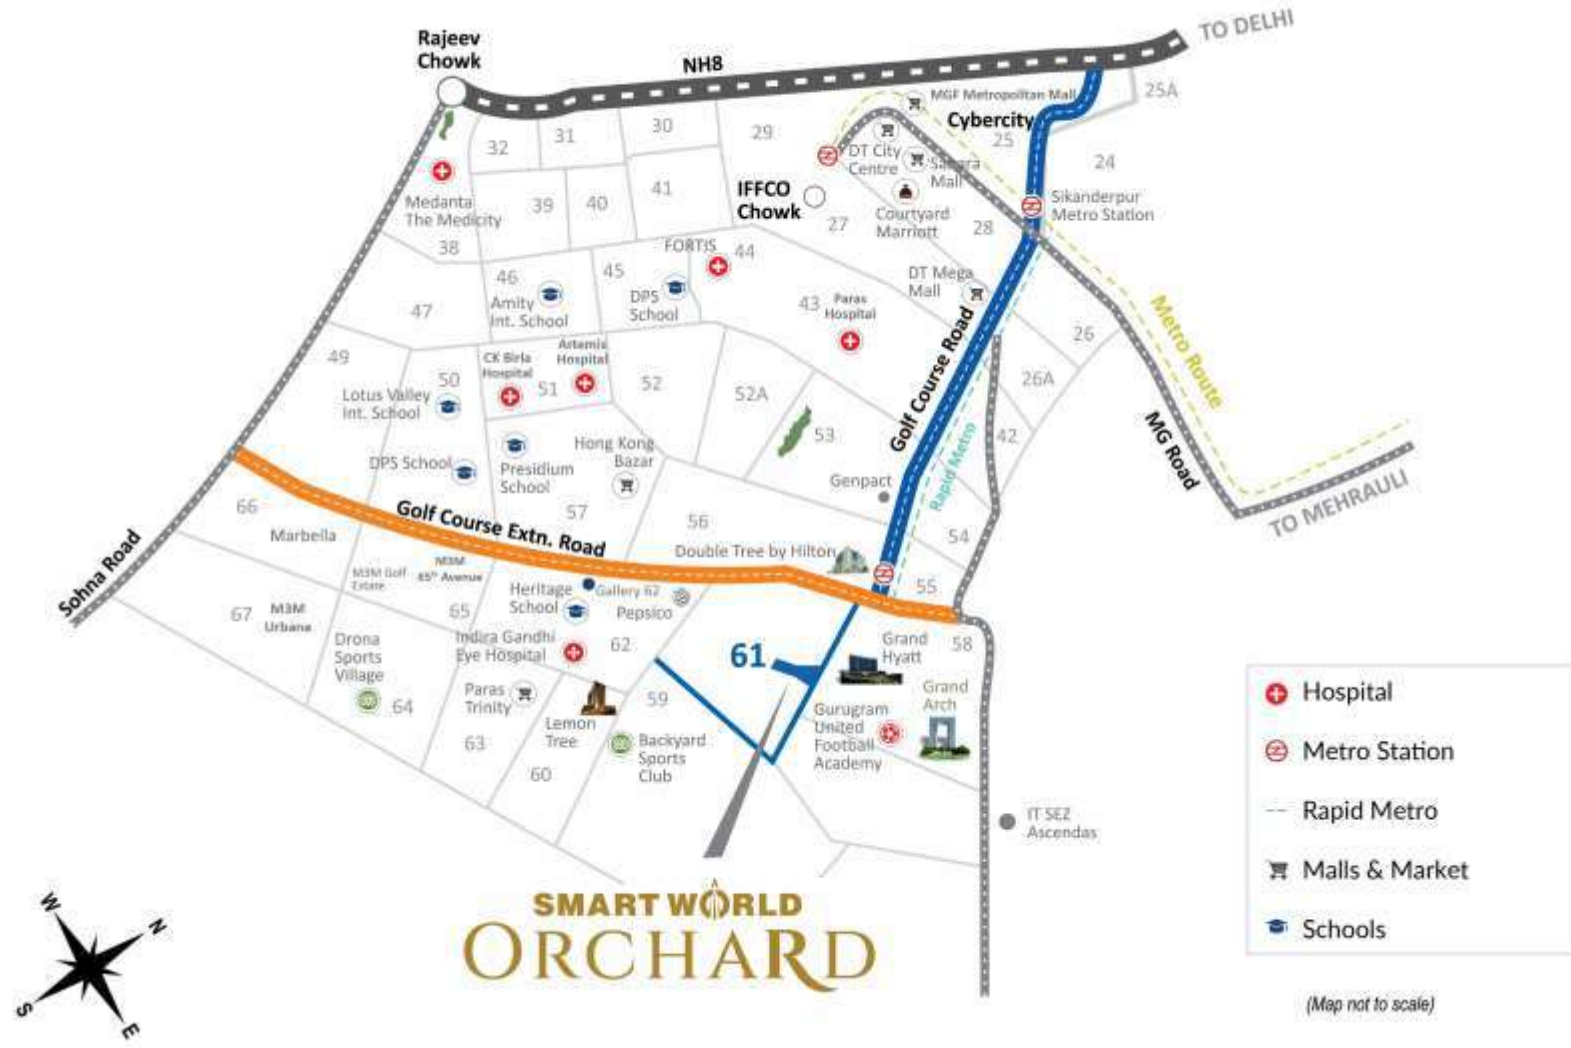 TO DELHI
Rajeev
Chowk
NH8
MGF Metropolitan Mall
25A
Cybercity
25
24
32
31
30
29
DT City
Centre
Sahara
Mall
IFFCO
Chowk
Courtyard
Marriott
27
28
Sikanderpur
Metro Station
Medanta
The Medicity
38
39
40
41
FORTIS
44
46
Amity
Int. School
45
DPS
School
43
Paras
Hospital
DT Mega
Mall
47
26
Metro Route
49
CK Birla
Hospital
Artemis
Hospital
50
51
52
52A
26A
Lotus Valley
Int. School
Golf Course Road
53
42
MG Road
Rapid Metro
DPS School
Presidium
School
Hong Kong
Bazar
Genpact
TO MEHRAULI
66
Marbella
Golf Course Extn. Road
57
56
54
Double Tree by Hilton
Sohna Road
M3M Golf
Estate
M3M
65th Avenue
Heritage
School
Gallery 62
Pepsico
55
67
M3M
Urbana
65
Drona
Sports
Village
Indira Gandhi
Eye Hospital
62
61
Grand
Hyatt
58
64
Paras
Trinity
Lemon
Tree
59
Grand
Arch
Gurugram
United
Football
Academy
63
60
Backyard
Sports
Club
IT SEZ
Ascendas
Hospital
Metro Station
Rapid Metro
Malls & Market
Schools
(Map not to scale)
SMART WORLD
ORCHARD
W
N
S
E